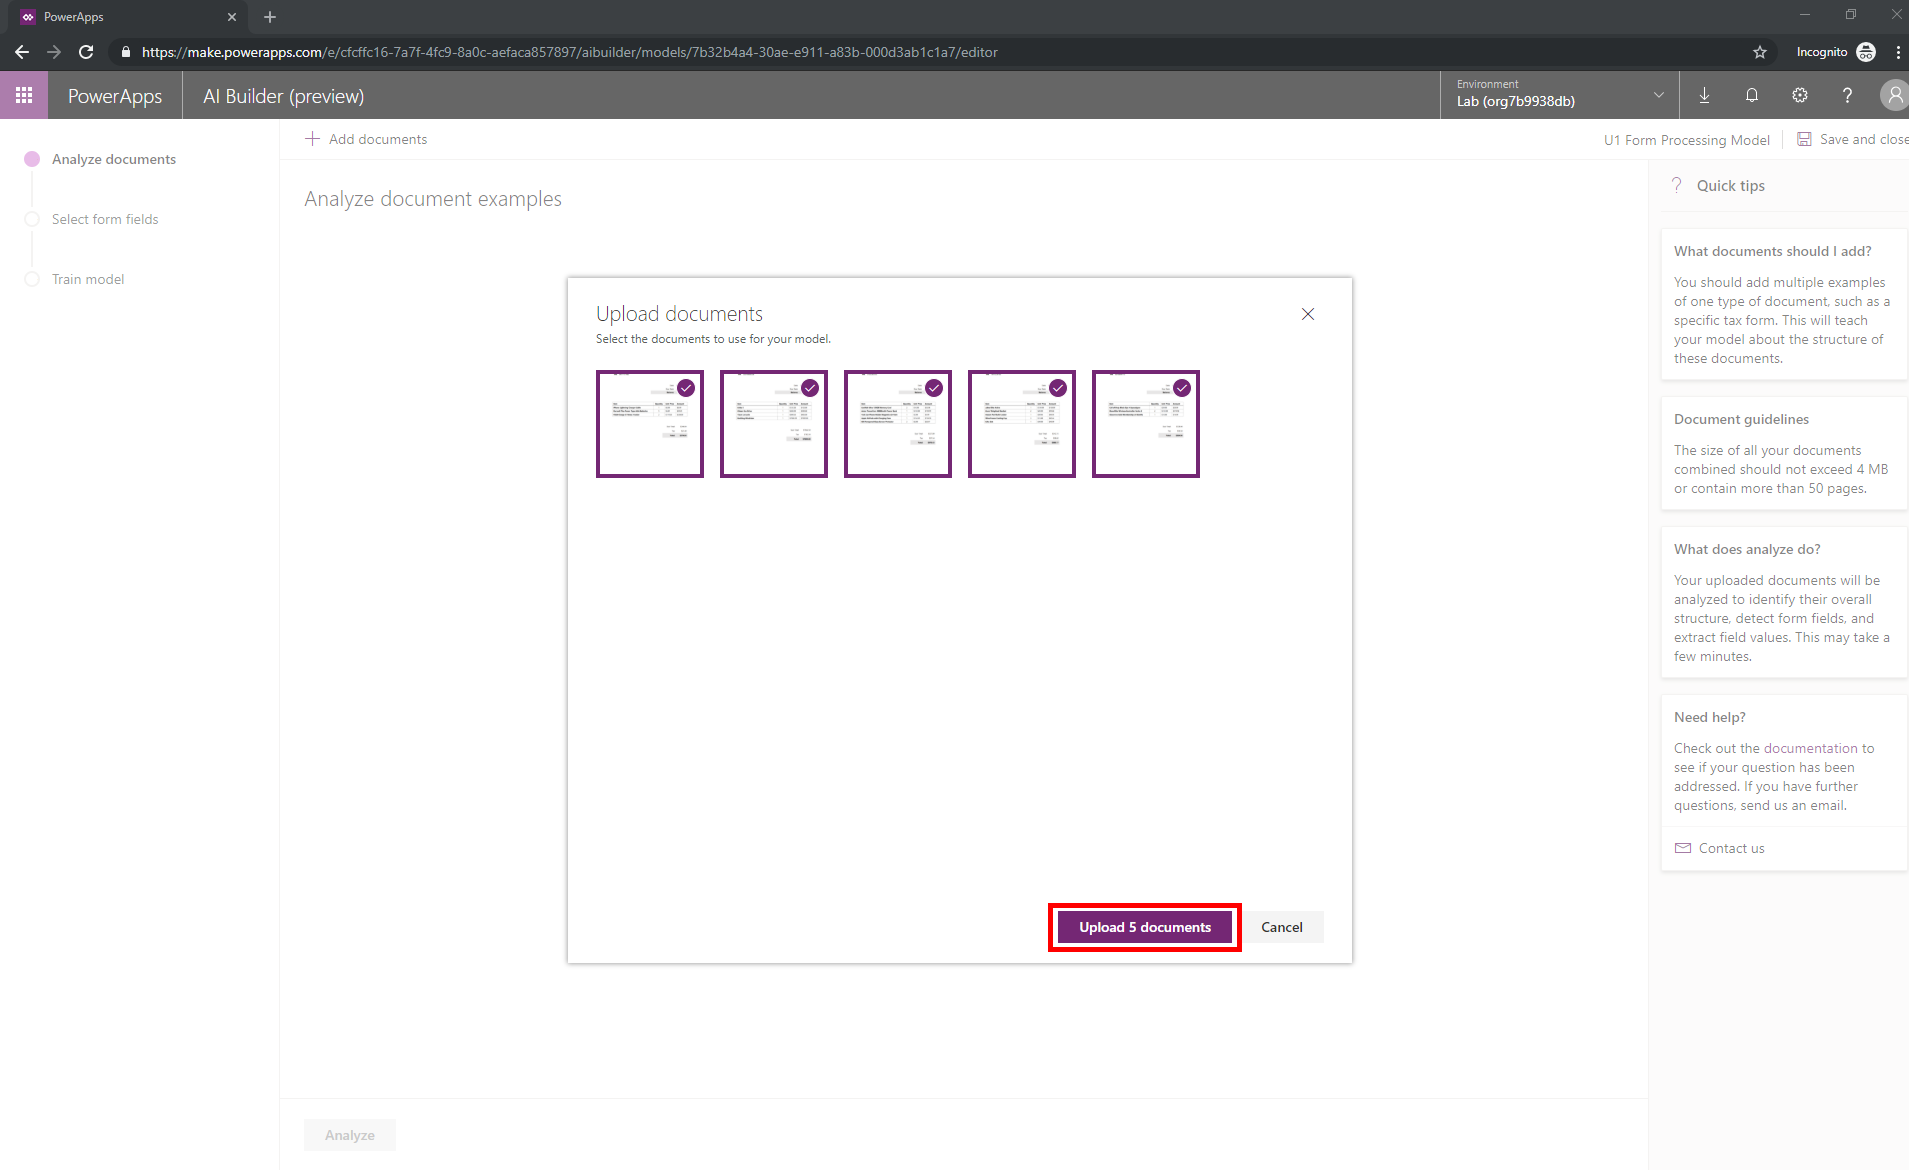 PowerApps
https://make.powerapps.com/e/cfcffc16-7a7f-4fc9-8a0c-aefaca857897/aibuilder/models/7b32b4a4-30ae-e911-a83b-000d3ab1c1a7/editor
Incognito
PowerApps
AI Builder (preview)
Environment
Lab (org7b9938db)
Analyze documents
Select form fields
Train model
Add documents
U1 Form Processing Model
Save and close
Analyze document examples
Upload documents
Select the documents to use for your model.
Upload 5 documents
Cancel
Analyze
Quick tips
What documents should I add?
You should add multiple examples
of one type of document, such as a
specific tax form. This will teach
your model about the structure of
these documents.
Document guidelines
The size of all your documents
combined should not exceed 4 MB
or contain more than 50 pages.
What does analyze do?
Your uploaded documents will be
analyzed to identify their overall
structure, detect form fields, and
extract field values. This may take a
few minutes.
Need help?
Check out the documentation to
see if your question has been
addressed. If you have further
questions, send us an email.
Contact us